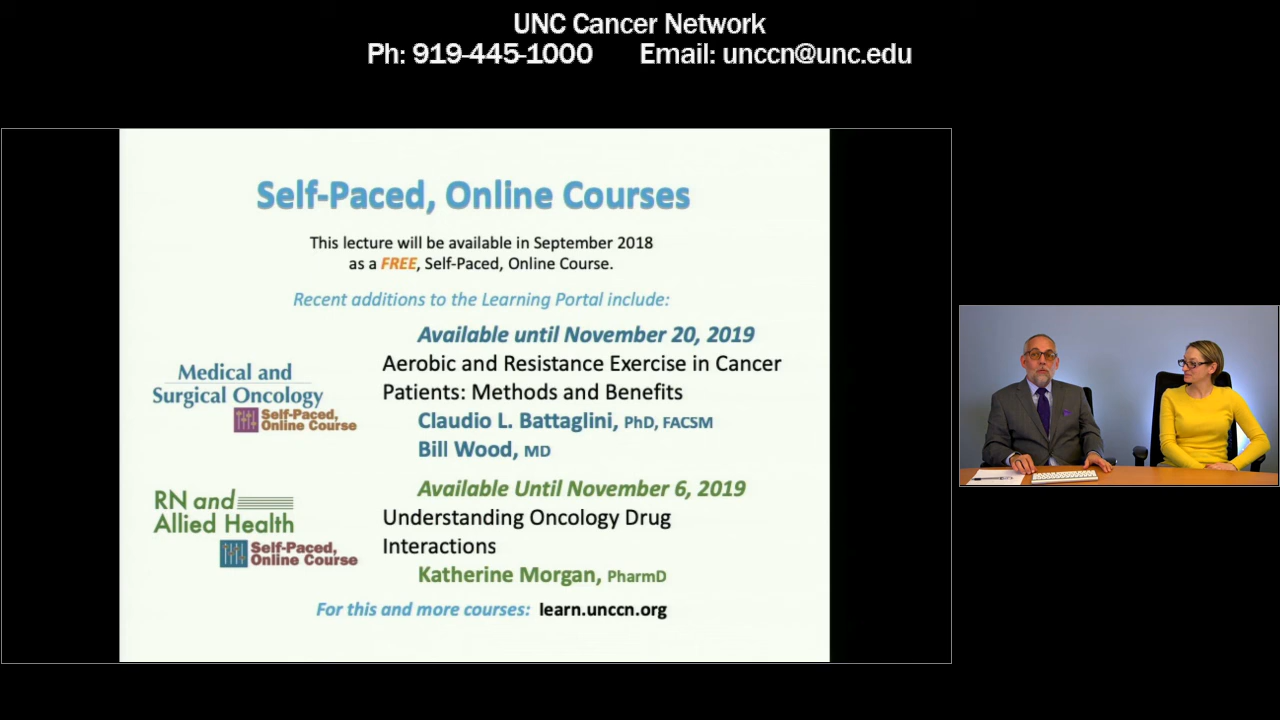 UNC Cancer Network
Ph: 919-445-1000 Email: unccn@unc.edu
Self-Paced, Online Courses
This lecture will be available in September 2018
as a FREE, Self-Paced, Online Course.
Recent additions to the Learning Portal include:
Available until November 20, 2019
Aerobic and Resistance Exercise in Cancer
Patients: Methods and Benefits
Claudio L. Battaglini, PhD, FACSM
Bill Wood, MD
Medical and
Surgical Oncology
Self-Paced,
Online Course
Available Until November 6, 2019
Understanding Oncology Drug
Interactions
Katherine Morgan, PharmD
RN and
Allied Health
Self-Paced,
Online Course
For this and more courses: learn.unccn.org